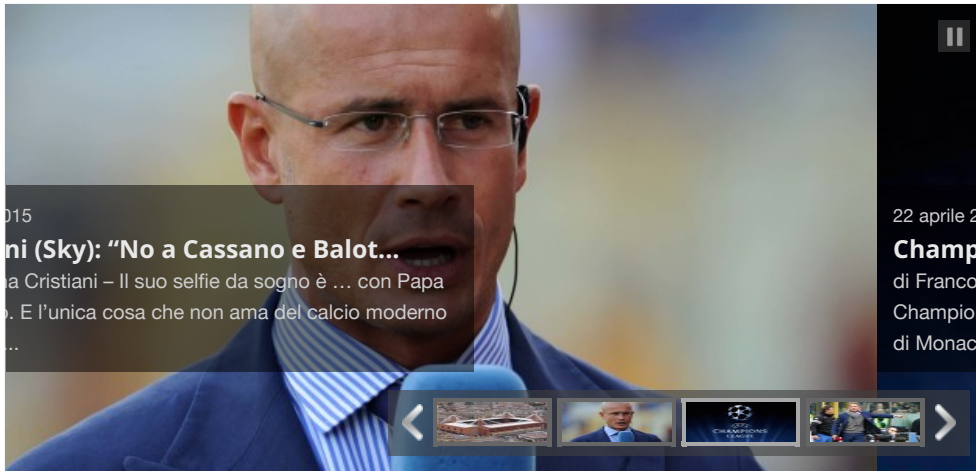 015
ni (Sky): “No a Cassano e Balot...
na Cristiani – Il suo selfie da sogno è … con Papa
o. E l’unica cosa che non ama del calcio moderno
...
22 aprile 2
Champ
di Franco
Champio
di Monac
CHAMPIONS
LEAGUE